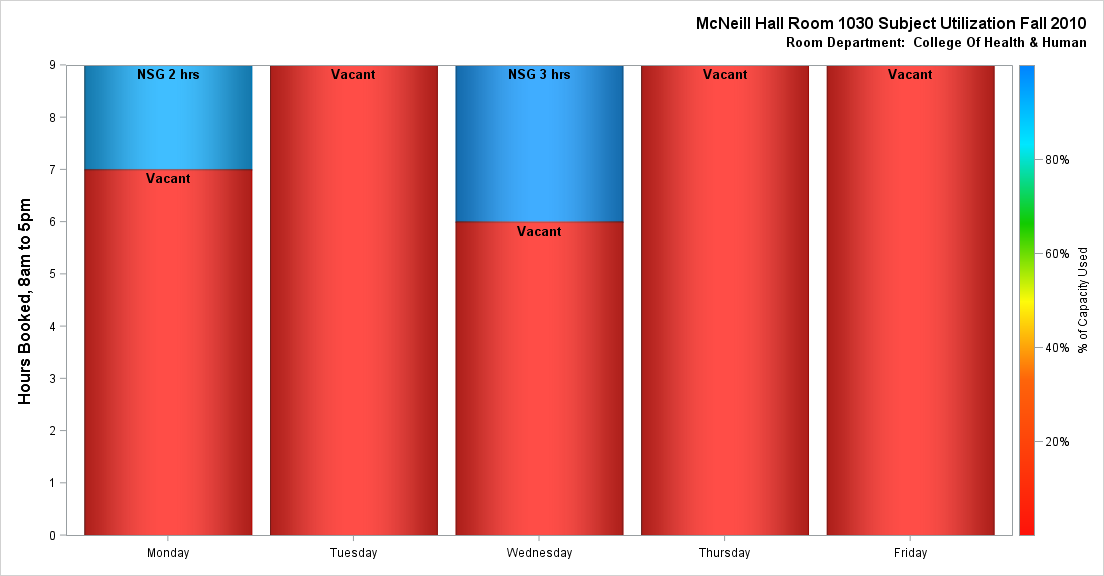 McNeill Hall Room 1030 Subject Utilization Fall 2010
Room Department:  College Of Health & Human
Hours Booked, 8am to 5pm
9
8
7
6
5
4
3
2
1
0
NSG 2 hrs
Vacant
Vacant
NSG 3 hrs
Vacant
Vacant
Vacant
Monday
Tuesday
Wednesday
Thursday
Friday
80%
60%
40%
20%
% of Capacity Used